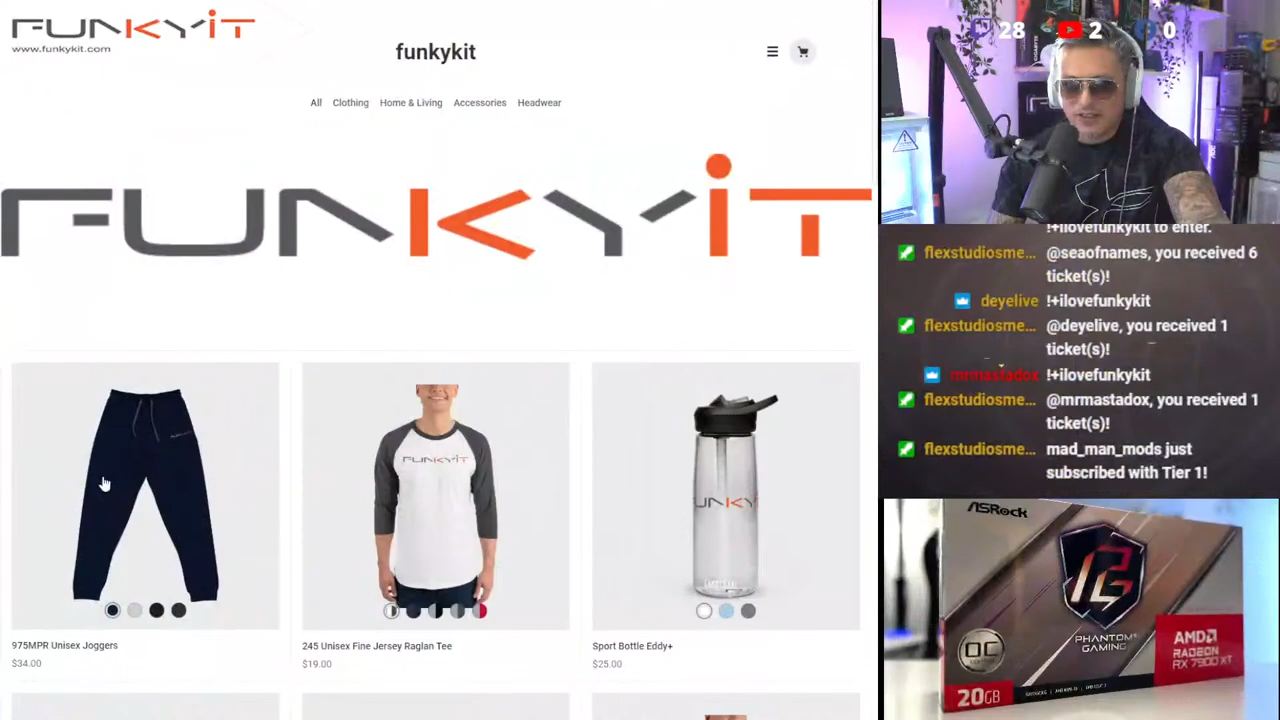 FUNKYIT
www.funkykit.com
funkykit
All Clothing Home & Living Accessories Headwear
FUNKYIT
FUNKYIT
FUNKYI
975MPR Unisex Joggers
$34.00
245 Unisex Fine Jersey Raglan Tee
$19.00
Sport Bottle Eddy+
$25.00
28
2
0
!+ilovefunkykit to enter.
flexstudiosme... @seaofnames, you received 6
ticket(s)!
deyelive !+ilovefunkykit
flexstudiosme... @deyelive, you received 1
ticket(s)!
mrmastadox !+ilovefunkykit
flexstudiosme... @mrmastadox, you received 1
ticket(s)!
flexstudiosme... mad_man_mods just
subscribed with Tier 1!
ASRock
PHANTOM
GAMING
OC
AMD
RADEON
RX 7900 XT
20GB